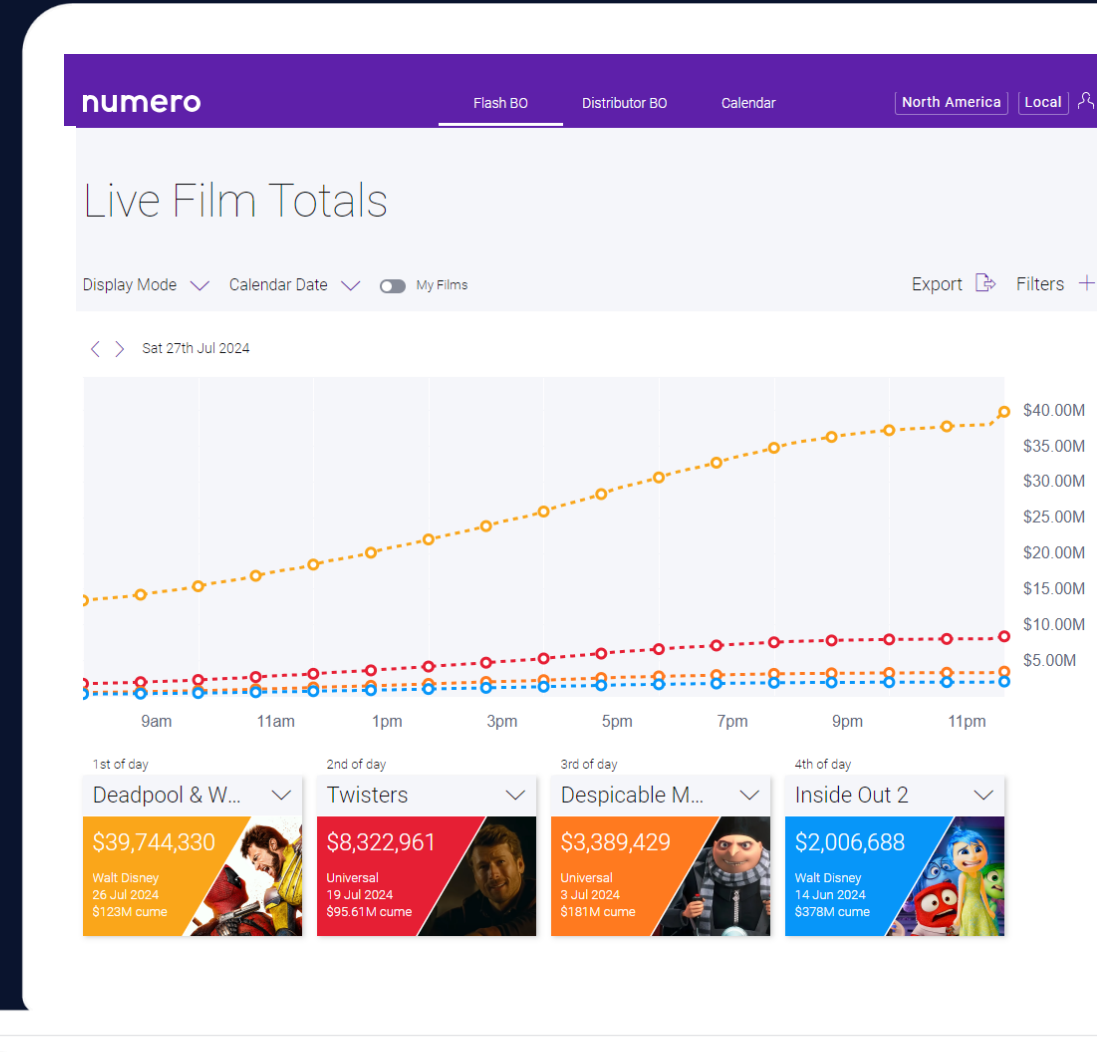 numero
Flash BO
Distributor BO
Calendar
North America
Local
Live Film Totals
Display Mode
Calendar Date
My Films
Export
Filters
Sat 27th Jul 2024
$40.00M
$35.00M
$30.00M
$25.00M
$20.00M
$15.00M
$10.00M
$5.00M
9am 11am 1pm 3pm 5pm 7pm 9pm 11pm
1st of day
Deadpool & W...
$39,744,330
Walt Disney
26 Jul 2024
$123M cume
2nd of day
Twisters
$8,322,961
Universal
19 Jul 2024
$95.61M cume
3rd of day
Despicable M...
$3,389,429
Universal
3 Jul 2024
$181M cume
4th of day
Inside Out 2
$2,006,688
Walt Disney
14 Jun 2024
$378M cume